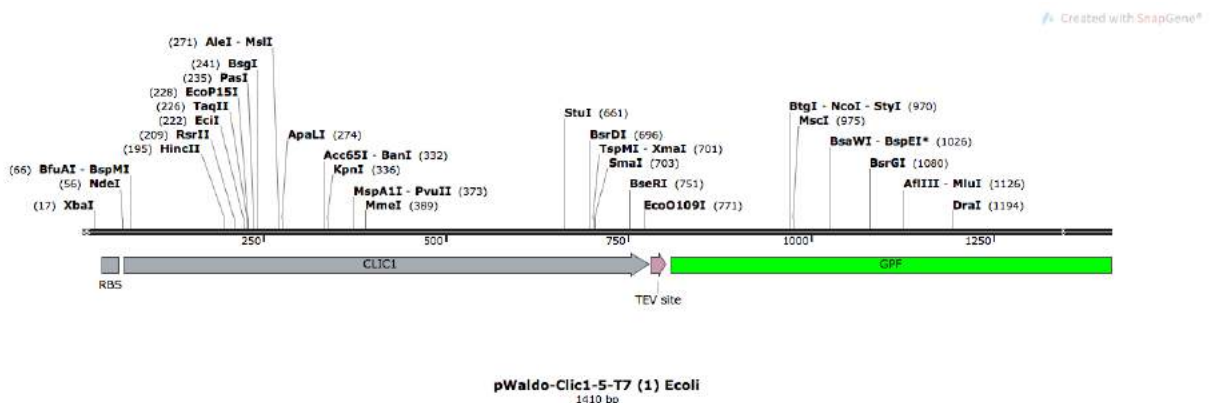 Created with SnapGene®
(271) AleI - MslI
(241) BsgI
(235) PasI
(228) EcoP15I
(226) TaqII
(222) EciI
(209) RsrII
(195) HincII
(66) BfuAI - BspMI
(56) NdeI
(17) XbaI
ApaLI (274)
Acc65I - BanI (332)
KpnI (336)
MspA1I - PvuII (373)
MmeI (389)
StuI (661)
BsrDI (696)
TspMI - XmaI (701)
SmaI (703)
BseRI (751)
EcoO109I (771)
BtgI - NcoI - StyI (970)
MscI (975)
BsaWI - BspEI* (1026)
BsrGI (1080)
AflIII - MluI (1126)
DraI (1194)
250 500 750 1000 1250
CLIC1 GPF
RBS TEV site
pWaldo-Clic1-5-T7 (1) Ecoli
1410 bp